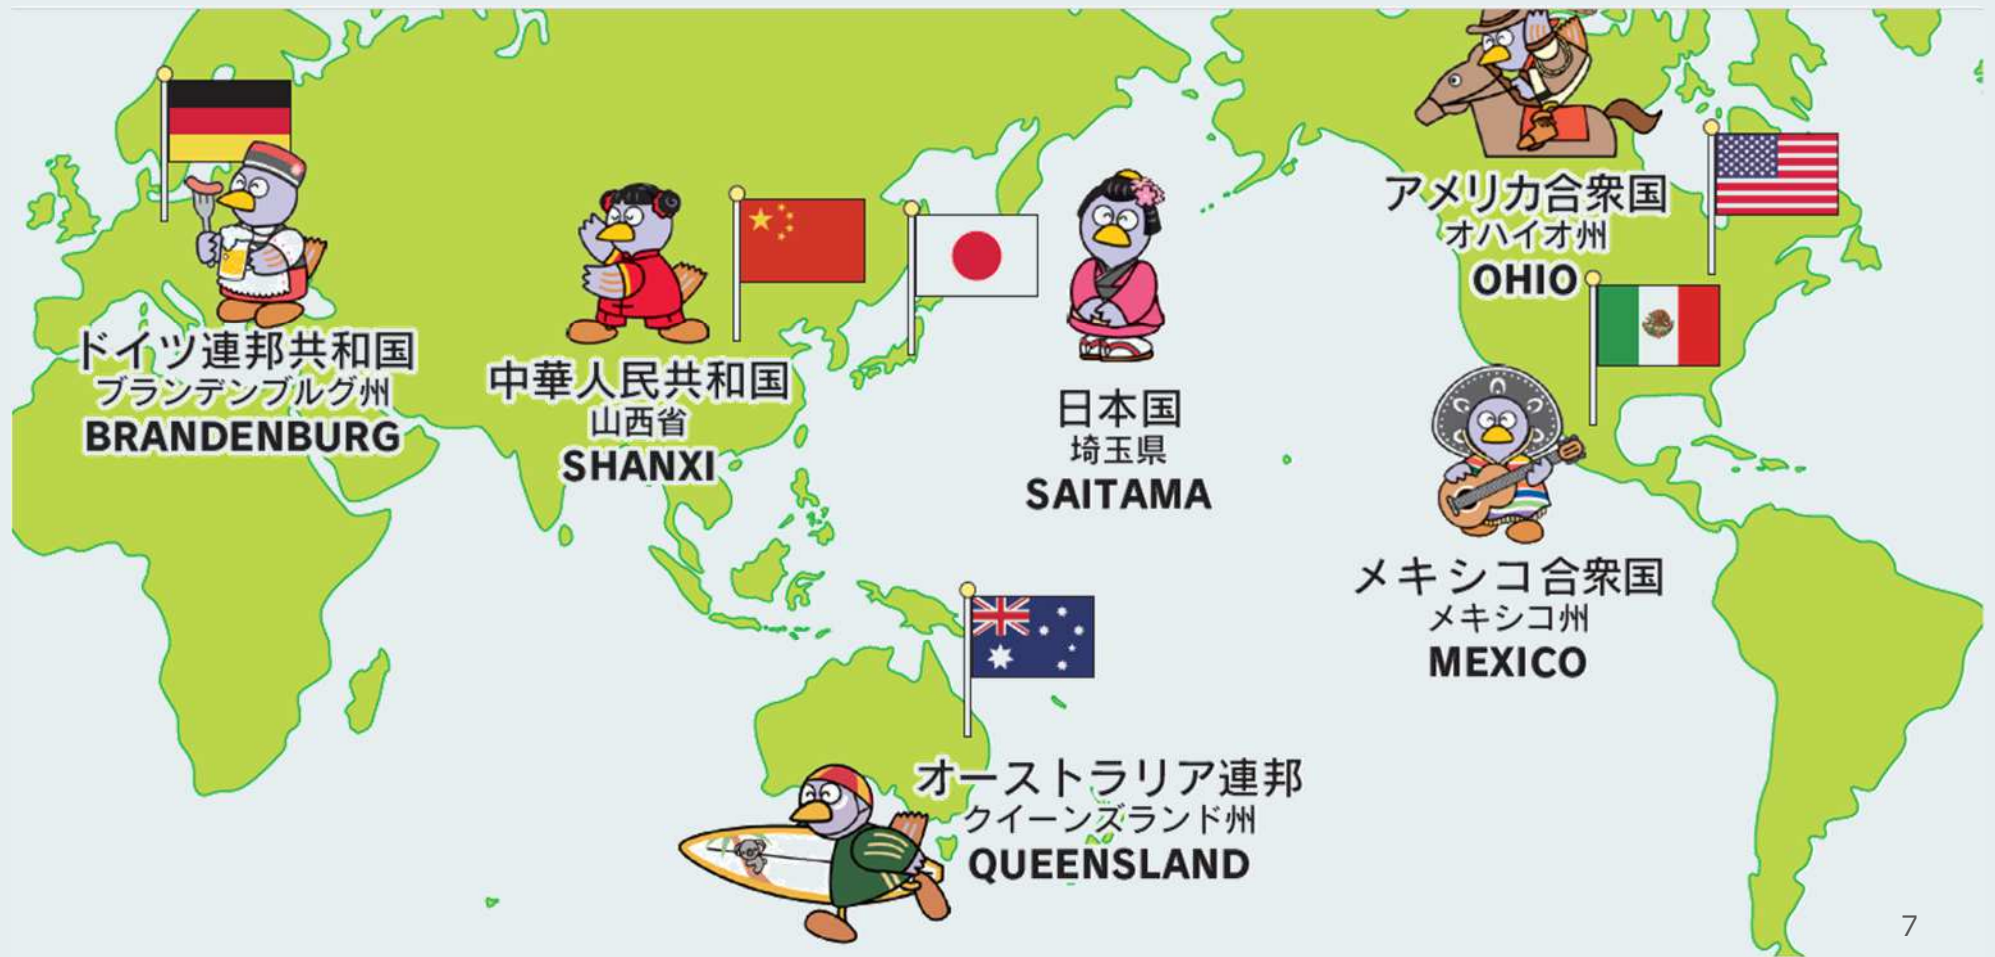 アメリカ合衆国
オハイオ州
OHIO
ドイツ連邦共和国
ブランデンブルグ州
BRANDENBURG
中華人民共和国
山西省
SHANXI
日本国
埼玉県
SAITAMA
メキシコ合衆国
メキシコ州
MEXICO
オーストラリア連邦
クイーンズランド州
QUEENSLAND
7